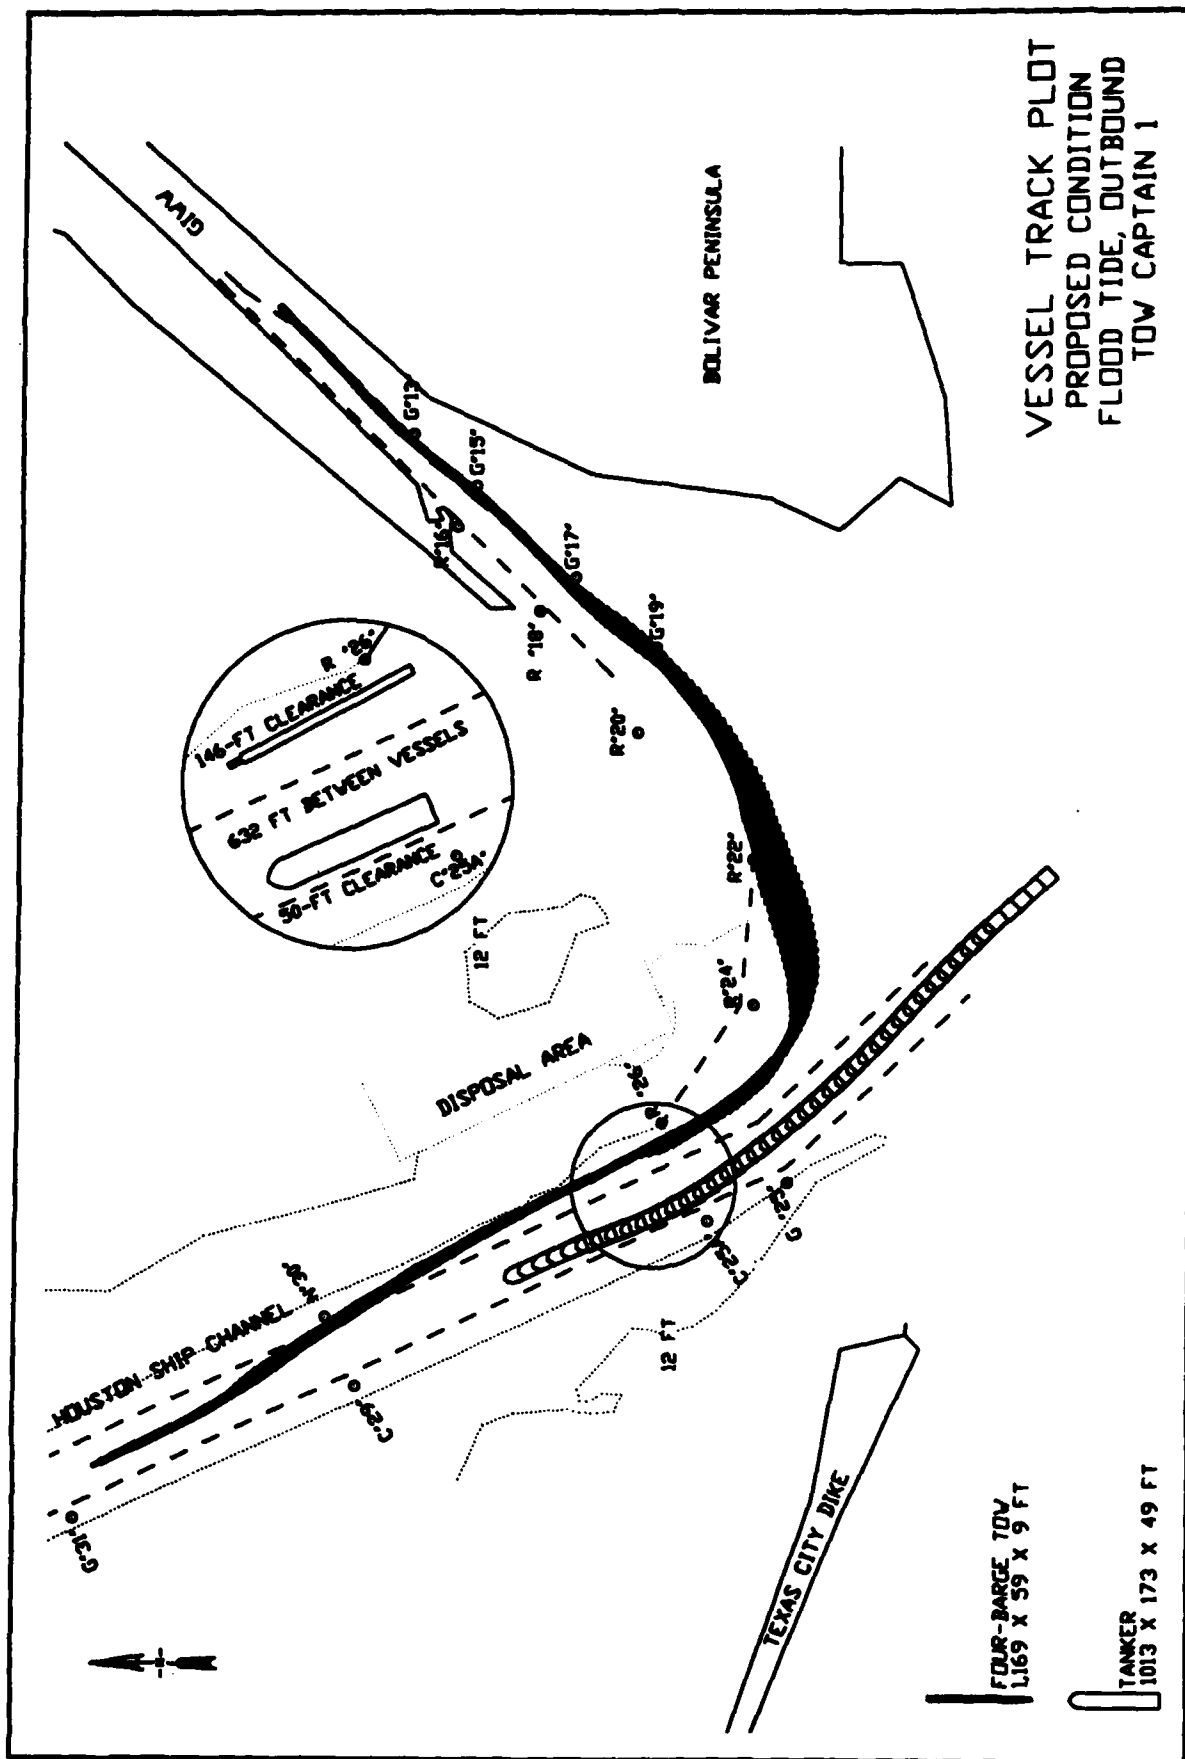 VESSEL TRACK PLOT
PROPOSED CONDITION
FLOOD TIDE, OUTBOUND
TOW CAPTAIN 1
GIWW
BOLIVAR PENINSULA
G"13"
G"15"
R"16"
G"17"
R "18"
G"19"
R"20"
R"22"
R"24"
R "26"
146-FT CLEARANCE
632 FT BETWEEN VESSELS
50-FT CLEARANCE
C"25A"
R "26"
12 FT
DISPOSAL AREA
HOUSTON SHIP CHANNEL
C"29"
G"31"
C"25A"
12 FT
TEXAS CITY DIKE
FOUR-BARGE TOW
1,169 X 59 X 9 FT
TANKER
1013 X 173 X 49 FT